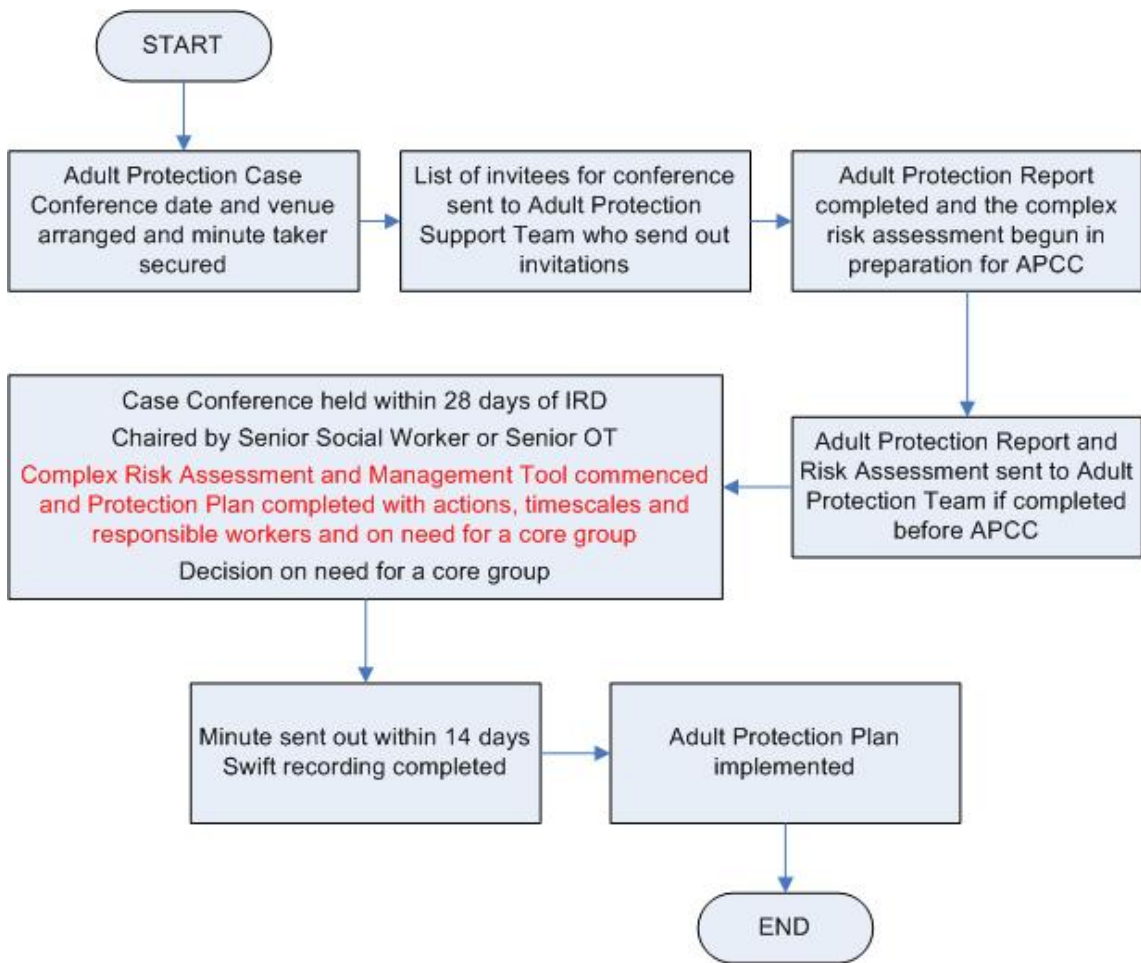 START
Adult Protection Case
Conference date and venue
arranged and minute taker
secured
List of invitees for conference
sent to Adult Protection
Support Team who send out
invitations
Adult Protection Report
completed and the complex
risk assessment begun in
preparation for APCC
Adult Protection Report and
Risk Assessment sent to Adult
Protection Team if completed
before APCC
Case Conference held within 28 days of IRD
Chaired by Senior Social Worker or Senior OT
Complex Risk Assessment and Management Tool commenced
and Protection Plan completed with actions, timescales and
responsible workers and on need for a core group
Decision on need for a core group
Minute sent out within 14 days
Swift recording completed
Adult Protection Plan
implemented
END